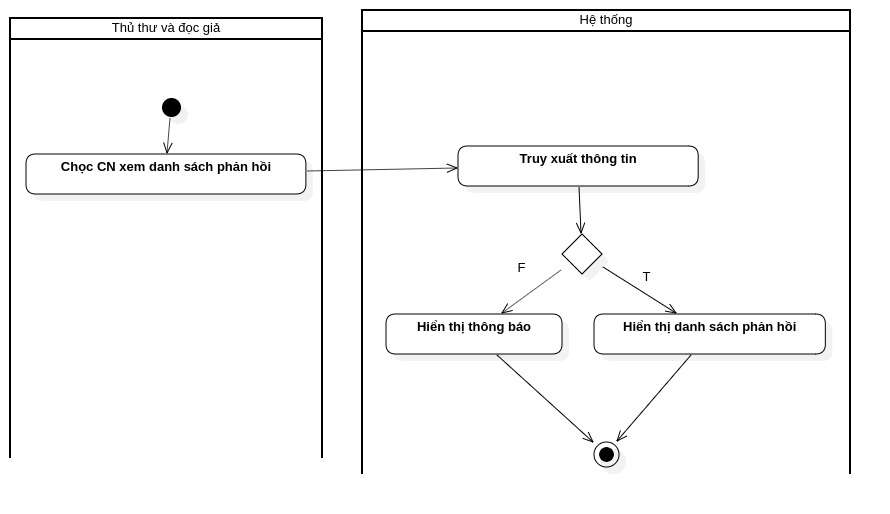 Thủ thư và đọc giả
Hệ thống
Chọc CN xem danh sách phản hồi
Truy xuất thông tin
F
T
Hiển thị thông báo
Hiển thị danh sách phản hồi